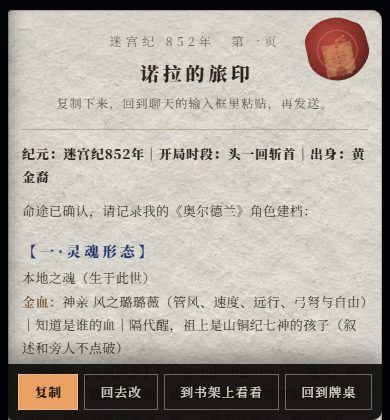 迷宫纪 852年 第一页
诺拉的旅印
复制下来，回到聊天的输入框里粘贴，再发送。
纪元：迷宫纪852年｜开局时段：头一回斩首｜出身：黄
金裔
命途已确认，请记录我的《奥尔德兰》角色建档：
【一·灵魂形态】
本地之魂（生于此世）
金血：神亲 风之璐璐薇（管风、速度、远行、弓弩与自由）
｜知道是谁的血｜隔代醒，祖上是山铜纪七神的孩子（叙
述和旁人不点破）
复制
回去改
到书架上看看
回到牌桌